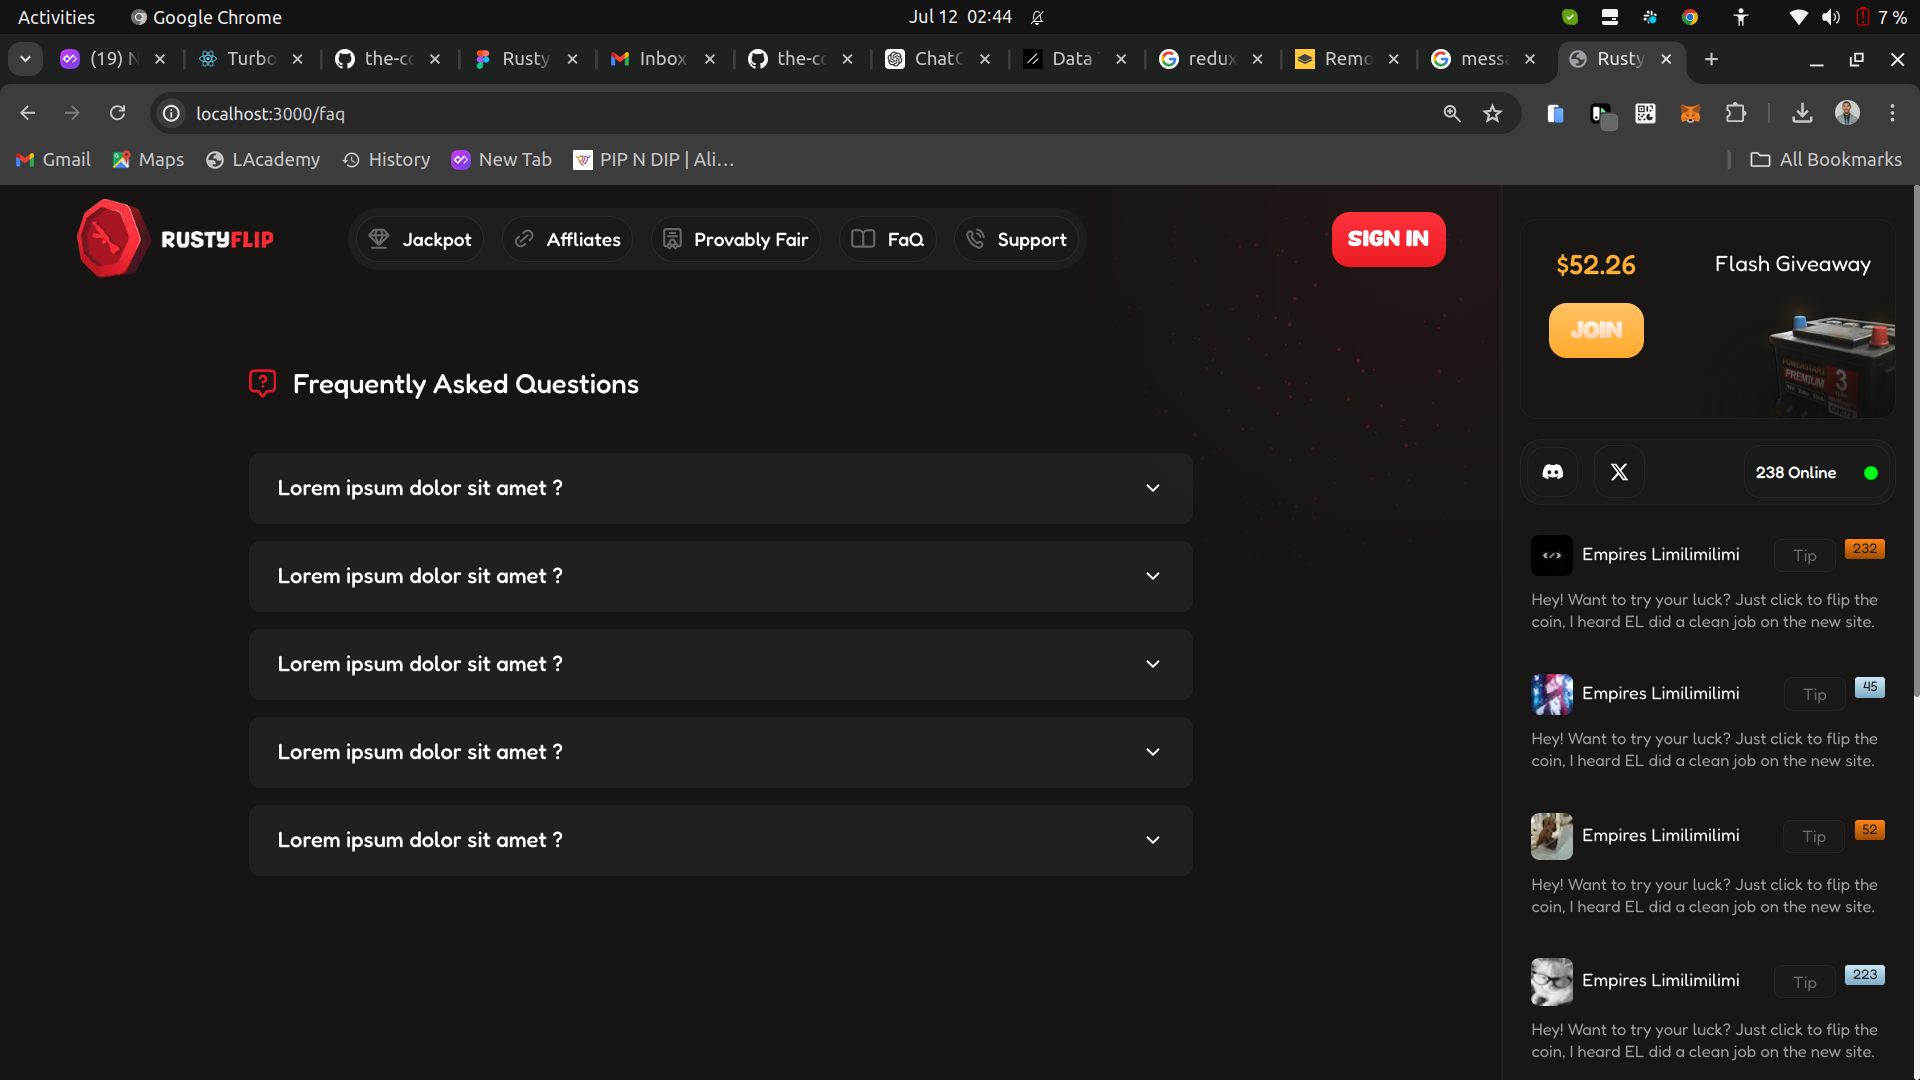 Activities Google Chrome Jul 12 02:44 7 %
(19) N Turbo the-co Rusty Inbox the-co ChatG Data redux Remo messa Rusty
localhost:3000/faq
Gmail Maps LAcademy History New Tab PIP N DIP | Ali... All Bookmarks
RUSTYFLIP Jackpot Affliates Provably Fair FaQ Support SIGN IN
$52.26 Flash Giveaway
JOIN
PREMIUM 3
Frequently Asked Questions
Lorem ipsum dolor sit amet ?
Lorem ipsum dolor sit amet ?
Lorem ipsum dolor sit amet ?
Lorem ipsum dolor sit amet ?
Lorem ipsum dolor sit amet ?
238 Online
Empires Limilimilimi Tip 232
Hey! Want to try your luck? Just click to flip the
coin, I heard EL did a clean job on the new site.
Empires Limilimilimi Tip 45
Hey! Want to try your luck? Just click to flip the
coin, I heard EL did a clean job on the new site.
Empires Limilimilimi Tip 52
Hey! Want to try your luck? Just click to flip the
coin, I heard EL did a clean job on the new site.
Empires Limilimilimi Tip 223
Hey! Want to try your luck? Just click to flip the
coin, I heard EL did a clean job on the new site.